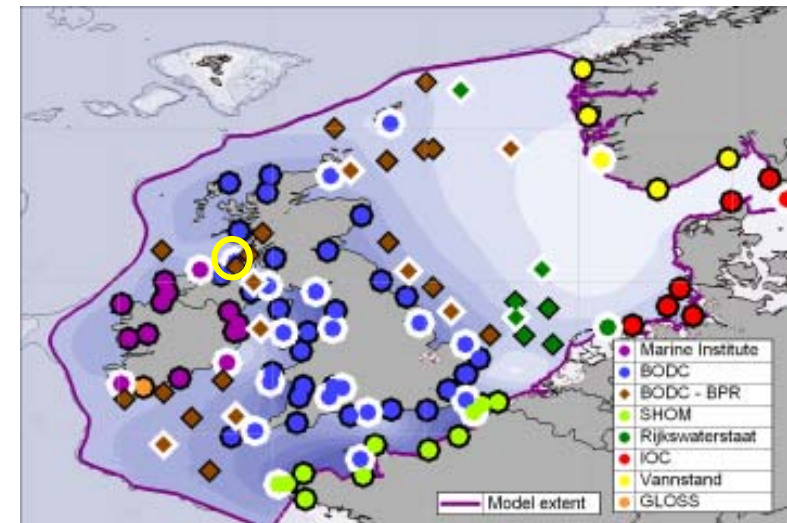 Marine Institute
BODC
BODC - BPR
SHOM
Rijkswaterstaat
IOC
Vannstand
GLOSS
Model extent